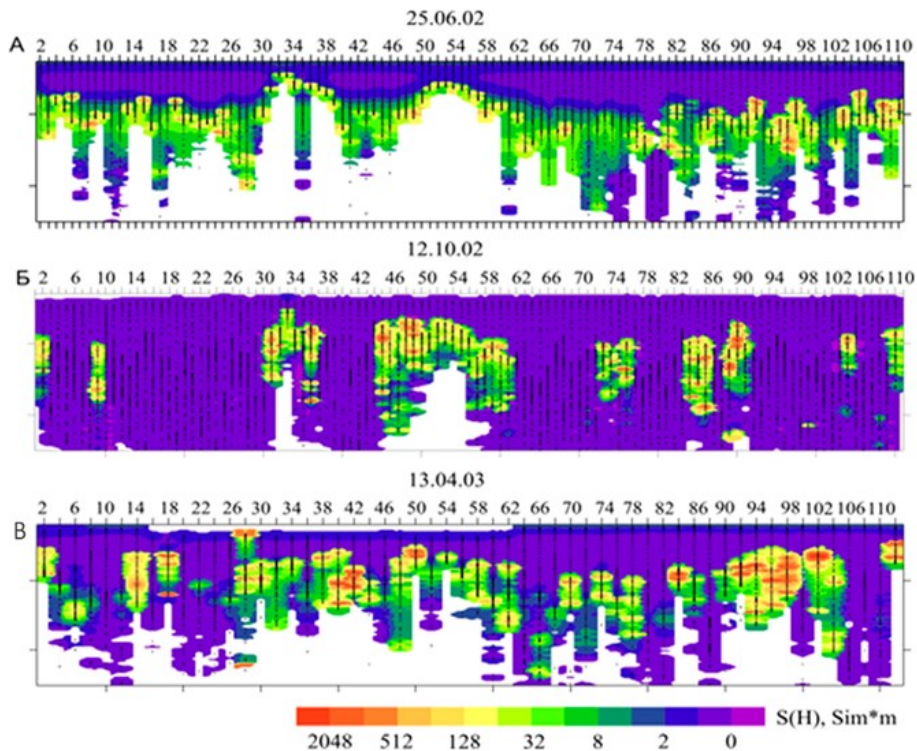 25.06.02
А 2 6 10 14 18 22 26 30 34 38 42 46 50 54 58 62 66 70 74 78 82 86 90 94 98 102 106 110
12.10.02
Б 2 6 10 14 18 22 26 30 34 38 42 46 50 54 58 62 66 70 74 78 82 86 90 94 98 102 106 110
13.04.03
В 2 6 10 14 18 22 26 30 34 38 42 46 50 54 58 62 66 70 74 78 82 86 90 94 98 102 106 110
S(H), Sim*m
2048 512 128 32 8 2 0